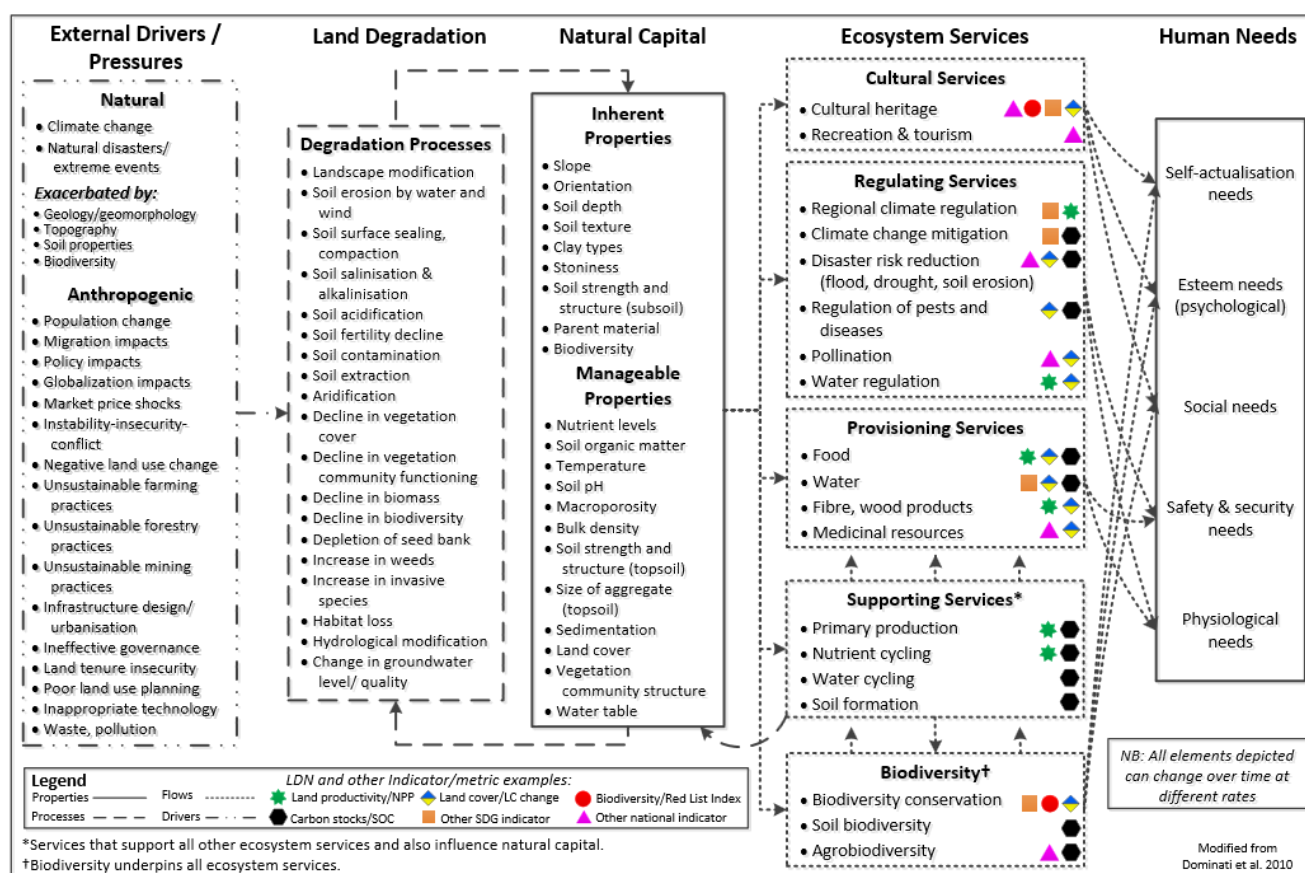 External Drivers /
Pressures
Land Degradation
Natural Capital
Ecosystem Services
Human Needs
Natural
• Climate change
• Natural disasters/
extreme events
Exacerbated by:
• Geology/geomorphology
• Topography
• Soil properties
• Biodiversity
Anthropogenic
• Population change
• Migration impacts
• Policy impacts
• Globalization impacts
• Market price shocks
• Instability-insecurity-
conflict
• Negative land use change
• Unsustainable farming
practices
• Unsustainable forestry
practices
• Unsustainable mining
practices
• Infrastructure design/
urbanisation
• Ineffective governance
• Land tenure insecurity
• Poor land use planning
• Inappropriate technology
• Waste, pollution
Degradation Processes
• Landscape modification
• Soil erosion by water and
wind
• Soil surface sealing,
compaction
• Soil salinisation &
alkalinisation
• Soil acidification
• Soil fertility decline
• Soil contamination
• Soil extraction
• Aridification
• Decline in vegetation
cover
• Decline in vegetation
community functioning
• Decline in biomass
• Decline in biodiversity
• Depletion of seed bank
• Increase in weeds
• Increase in invasive
species
• Habitat loss
• Hydrological modification
• Change in groundwater
level/ quality
Inherent
Properties
• Slope
• Orientation
• Soil depth
• Soil texture
• Clay types
• Stoniness
• Soil strength and
structure (subsoil)
• Parent material
• Biodiversity
Manageable
Properties
• Nutrient levels
• Soil organic matter
• Temperature
• Soil pH
• Macroporosity
• Bulk density
• Soil strength and
structure (topsoil)
• Size of aggregate
(topsoil)
• Sedimentation
• Land cover
• Vegetation
community structure
• Water table
Cultural Services
• Cultural heritage
• Recreation & tourism
Regulating Services
• Regional climate regulation
• Climate change mitigation
• Disaster risk reduction
(flood, drought, soil erosion)
• Regulation of pests and
diseases
• Pollination
• Water regulation
Provisioning Services
• Food
• Water
• Fibre, wood products
• Medicinal resources
Supporting Services*
• Primary production
• Nutrient cycling
• Water cycling
• Soil formation
Biodiversity†
• Biodiversity conservation
• Soil biodiversity
• Agrobiodiversity
Self-actualisation
needs
Esteem needs
(psychological)
Social needs
Safety & security
needs
Physiological
needs
NB: All elements depicted
can change over time at
different rates
Legend
LDN and other Indicator/metric examples:
Properties
Flows
Land productivity/NPP
Land cover/LC change
Biodiversity/Red List Index
Processes
Drivers
Carbon stocks/SOC
Other SDG indicator
Other national indicator
*Services that support all other ecosystem services and also influence natural capital.
†Biodiversity underpins all ecosystem services.
Modified from
Dominati et al. 2010